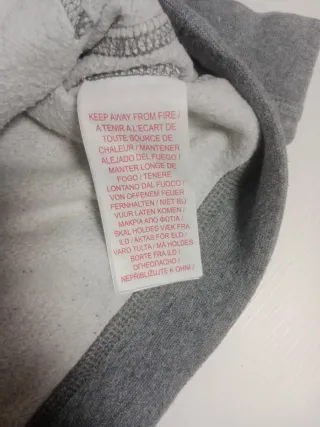 KEEP AWAY FROM FIRE /
A TENIR A L'ECART DE
TOUTE SOURCE DE
CHALEUR / MANTENER
ALEJADO DEL FUEGO /
MANTER LONGE DE
FOGO / TENERE
LONTANO DAL FUOCO /
VON OFFENEM FEUER
FERNHALTEN / NIET BIJ
VUUR LATEN KOMEN /
ΜΑΚΡΙΑ ΑΠΟ ΦΩΤΙΑ /
SKAL HOLDES VÆK FRA
ILD / AKTAS FÖR ELD /
VARO TULTA / MÅ HOLDES
BORTE FRA ILD /
ОГНЕОПАСНО /
NEPŘIBLIŽUJTE K OHNI /